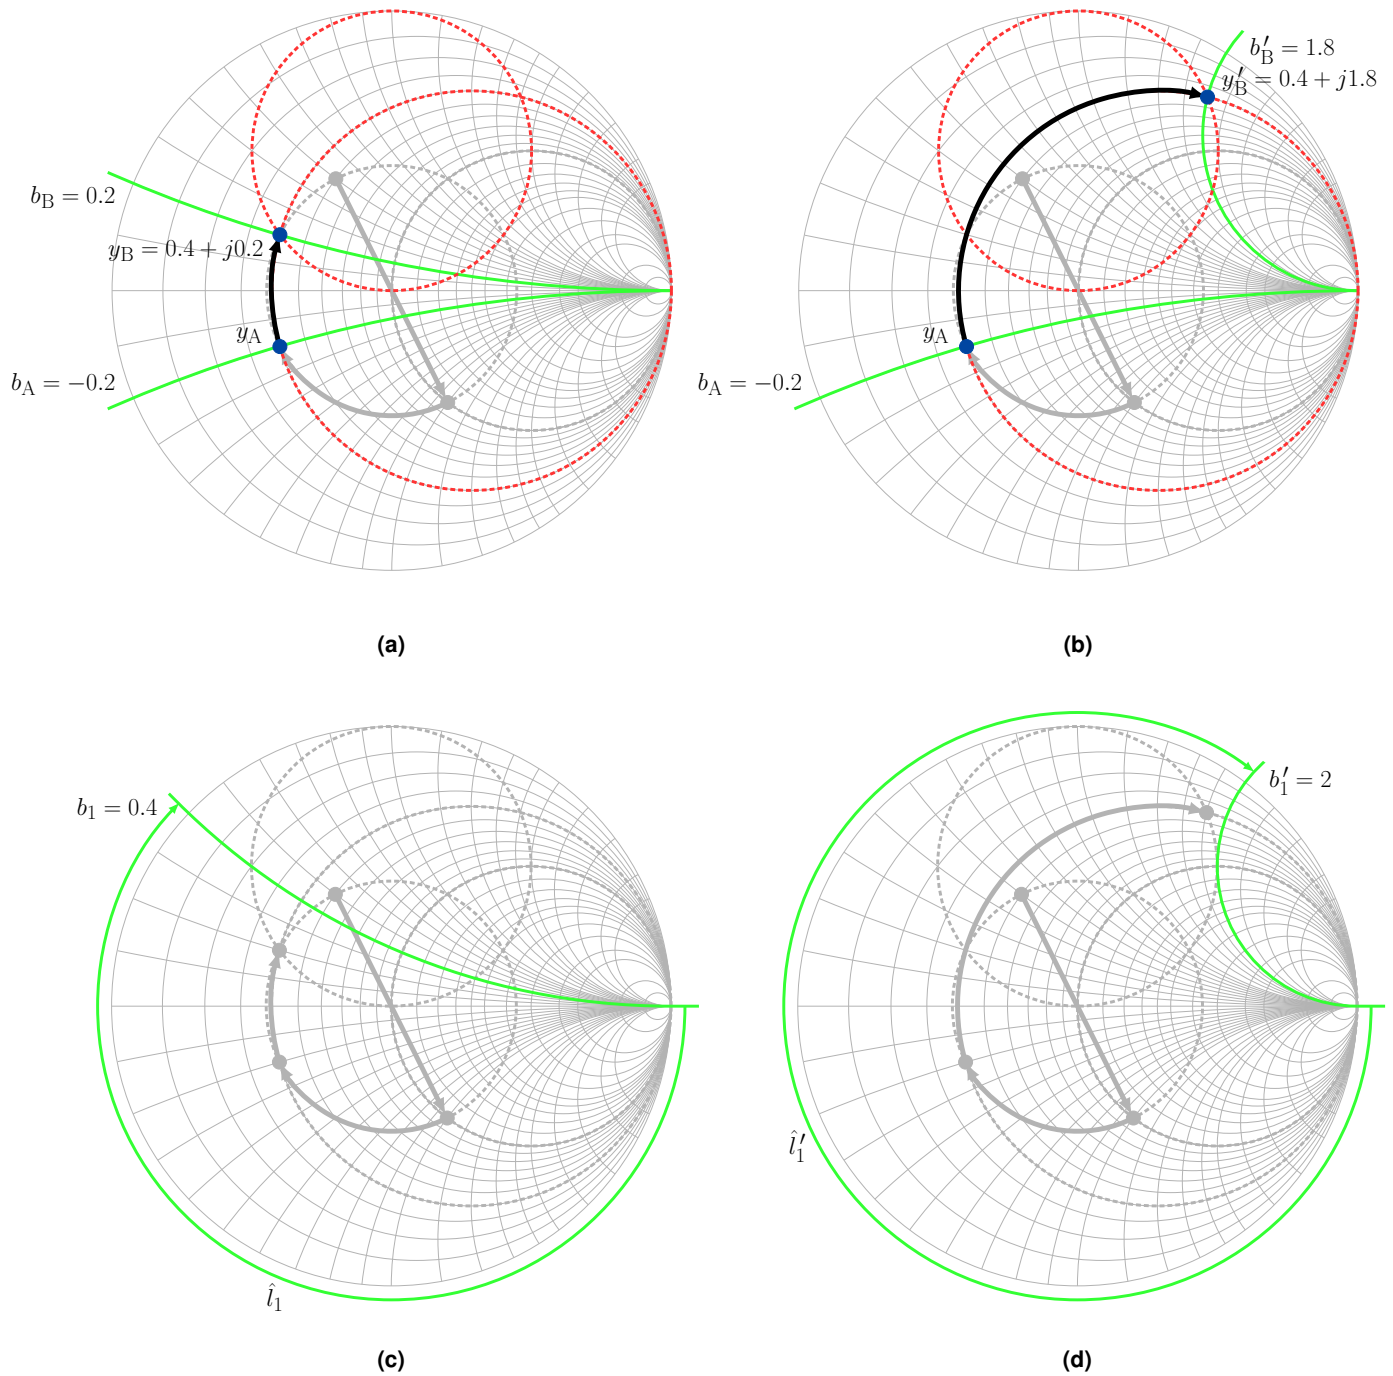 b_B = 0.2
y_B = 0.4 + j0.2
y_A
b_A = −0.2
(a)
b′_B = 1.8
y′_B = 0.4 + j1.8
y_A
b_A = −0.2
(b)
b_1 = 0.4
l̂_1
(c)
b′_1 = 2
l̂′_1
(d)